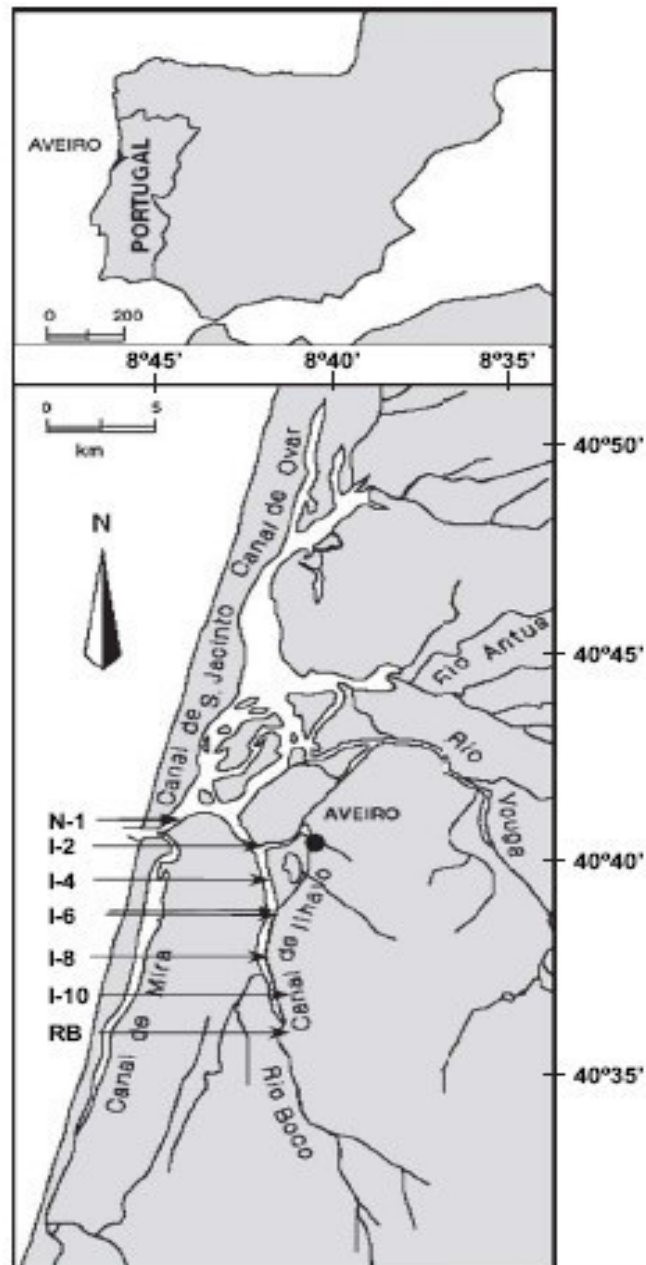 AVEIRO
PORTUGAL
0 200
8º45' 8º40' 8º35'
0 5
km
N
40º50'
40º45'
40º40'
40º35'
Canal de Ovar
Canal de S. Jacinto
Rio Antua
Rio Vouga
AVEIRO
N-1
I-2
I-4
I-6
I-8
I-10
RB
Canal de Mira
Canal de Ilhavo
Rio Boco